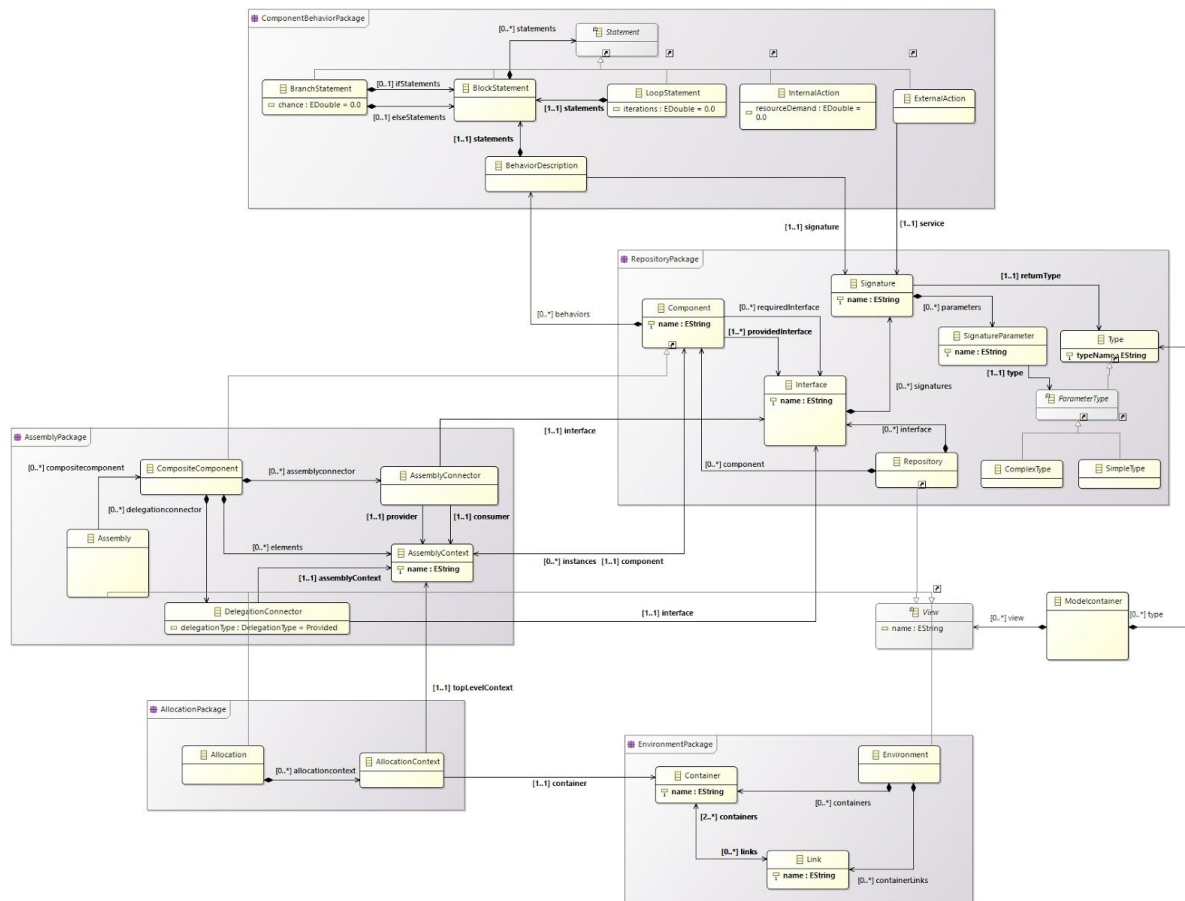 ComponentBehaviorPackage
[0..*] statements
Statement
BranchStatement
chance : EDouble = 0.0
[0..1] ifStatements
[0..1] elseStatements
BlockStatement
[1..1] statements
LoopStatement
iterations : EDouble = 0.0
InternalAction
resourceDemand : EDouble =
0.0
ExternalAction
[1..1] statements
BehaviorDescription
[1..1] signature
[1..1] service
RepositoryPackage
[0..*] behaviors
Component
name : EString
[0..*] requiredInterface
[1..*] providedInterface
Signature
name : EString
[1..1] returnType
[0..*] parameters
SignatureParameter
name : EString
Type
typeName : EString
[1..1] type
ParameterType
Interface
name : EString
[0..*] signatures
[0..*] interface
[0..*] component
Repository
ComplexType
SimpleType
AssemblyPackage
[0..*] compositecomponent
CompositeComponent
[0..*] assemblyconnector
AssemblyConnector
[1..1] interface
[0..*] delegationconnector
[1..1] provider
[1..1] consumer
Assembly
[0..*] elements
AssemblyContext
name : EString
[0..*] instances
[1..1] component
[1..1] assemblyContext
DelegationConnector
delegationType : DelegationType = Provided
[1..1] interface
View
name : EString
[0..*] view
Modelcontainer
[0..*] type
[1..1] topLevelContext
AllocationPackage
Allocation
[0..*] allocationcontext
AllocationContext
[1..1] container
EnvironmentPackage
Container
name : EString
Environment
[0..*] containers
[2..*] containers
[0..*] links
Link
name : EString
[0..*] containerLinks